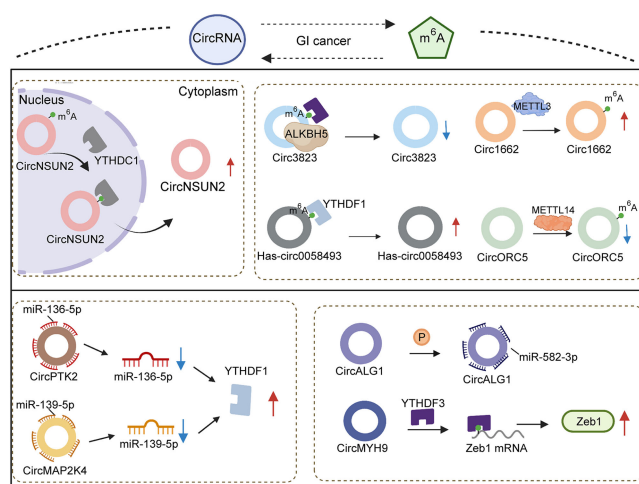 CircRNA
GI cancer
m6A
Nucleus
Cytoplasm
m6A
CircNSUN2
YTHDC1
CircNSUN2
CircNSUN2
m6A
ALKBH5
Circ3823
Circ3823
METTL3
m6A
Circ1662
Circ1662
m6A
YTHDF1
Has-circ0058493
Has-circ0058493
METTL14
m6A
CircORC5
CircORC5
miR-136-5p
CircPTK2
miR-136-5p
miR-139-5p
CircMAP2K4
miR-139-5p
YTHDF1
P
CircALG1
miR-582-3p
CircALG1
YTHDF3
CircMYH9
Zeb1 mRNA
Zeb1